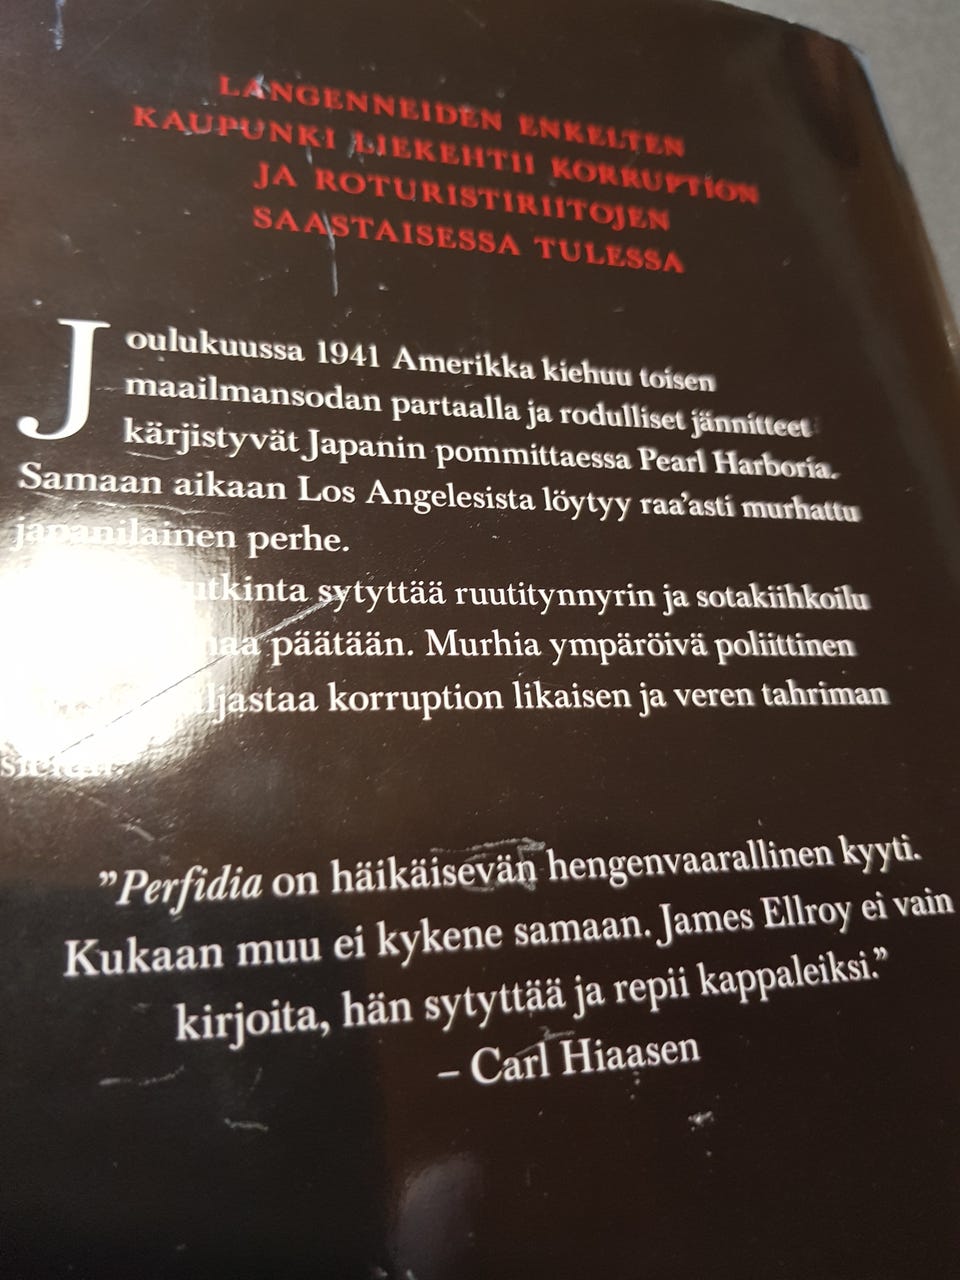 LANGENNEIDEN ENKELTEN
KAUPUNKI LIEKEHTII KORRUPTION
JA ROTURISTIRIITOJEN
SAASTAISESSA TULESSA
Joulukuussa 1941 Amerikka kiehuu toisen
maailmansodan partaalla ja rodulliset jännitteet
kärjistyvät Japanin pommittaessa Pearl Harboria.
Samaan aikaan Los Angelesista löytyy raa’asti murhattu
japanilainen perhe.
sytyttää ruutitynnyrin ja sotakiihkoilu
päätään. Murhia ympäröivä poliittinen
korruption likaisen ja veren tahriman
”Perfidia on häikäisevän hengenvaarallinen kyyti.
Kukaan muu ei kykene samaan. James Ellroy ei vain
kirjoita, hän sytyttää ja repii kappaleiksi.”
– Carl Hiaasen